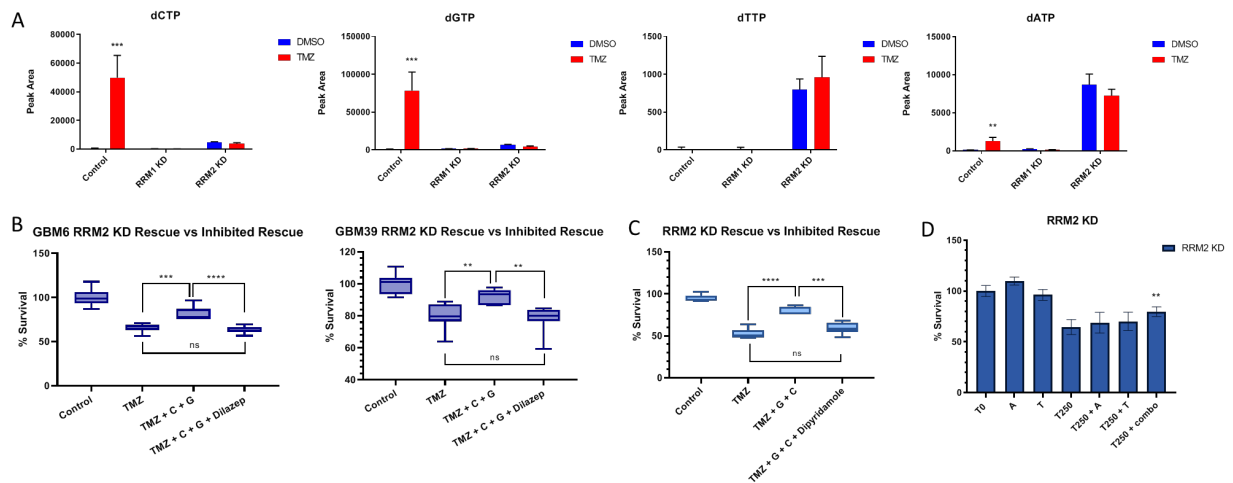 A
dCTP
Peak Area
80000
60000
40000
20000
0
***
Control
RRM1 KD
RRM2 KD
DMSO
TMZ
dGTP
Peak Area
150000
100000
50000
0
***
Control
RRM1 KD
RRM2 KD
DMSO
TMZ
dTTP
Peak Area
1500
1000
500
0
Control
RRM1 KD
RRM2 KD
DMSO
TMZ
dATP
Peak Area
15000
10000
5000
0
**
Control
RRM1 KD
RRM2 KD
DMSO
TMZ
B
GBM6 RRM2 KD Rescue vs Inhibited Rescue
% Survival
150
100
50
0
*** ****
ns
Control
TMZ
TMZ + C + G
TMZ + C + G + Dilazep
GBM39 RRM2 KD Rescue vs Inhibited Rescue
% Survival
120
100
80
60
40
** **
ns
Control
TMZ
TMZ + C + G
TMZ + C + G + Dilazep
C
RRM2 KD Rescue vs Inhibited Rescue
% Survival
150
100
50
0
**** ***
ns
Control
TMZ
TMZ + G + C
TMZ + G + C + Dipyridamole
D
RRM2 KD
% Survival
150
100
50
0
**
RRM2 KD
T0
A
T
T250
T250 + A
T250 + T
T250 + combo